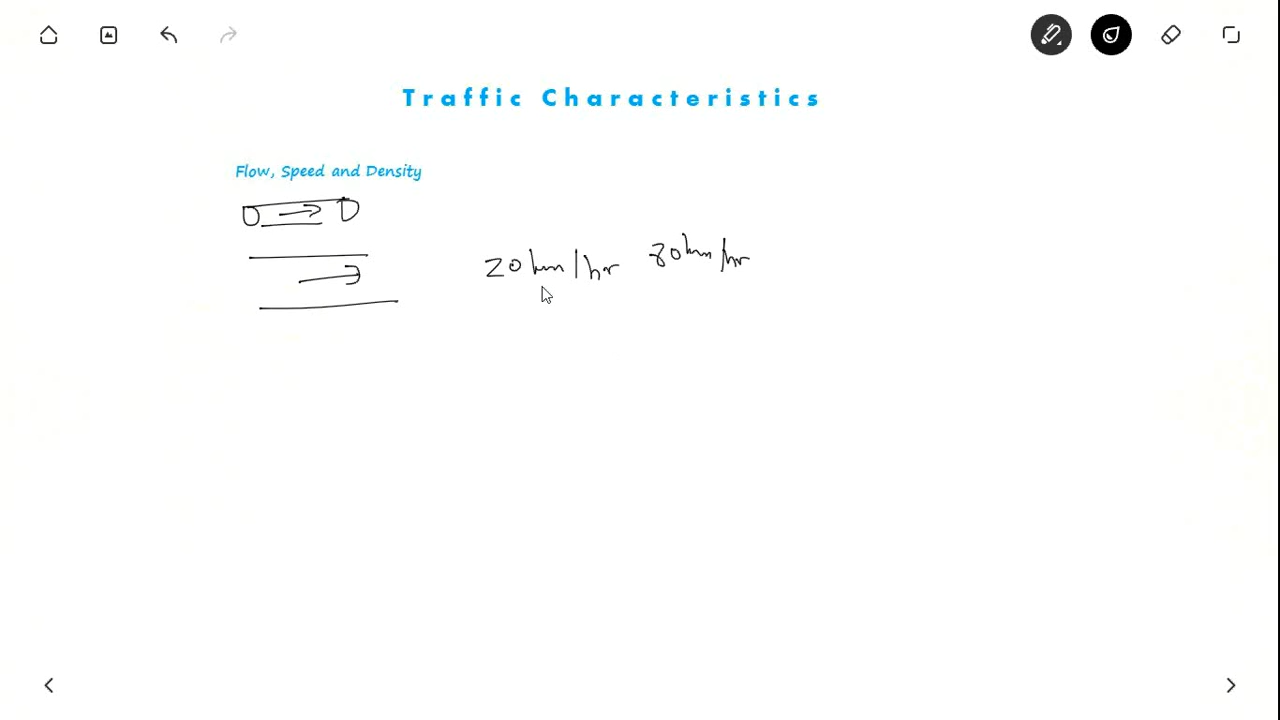 Traffic Characteristics
Flow, Speed and Density
O → D
20 km/hr 80 km/hr